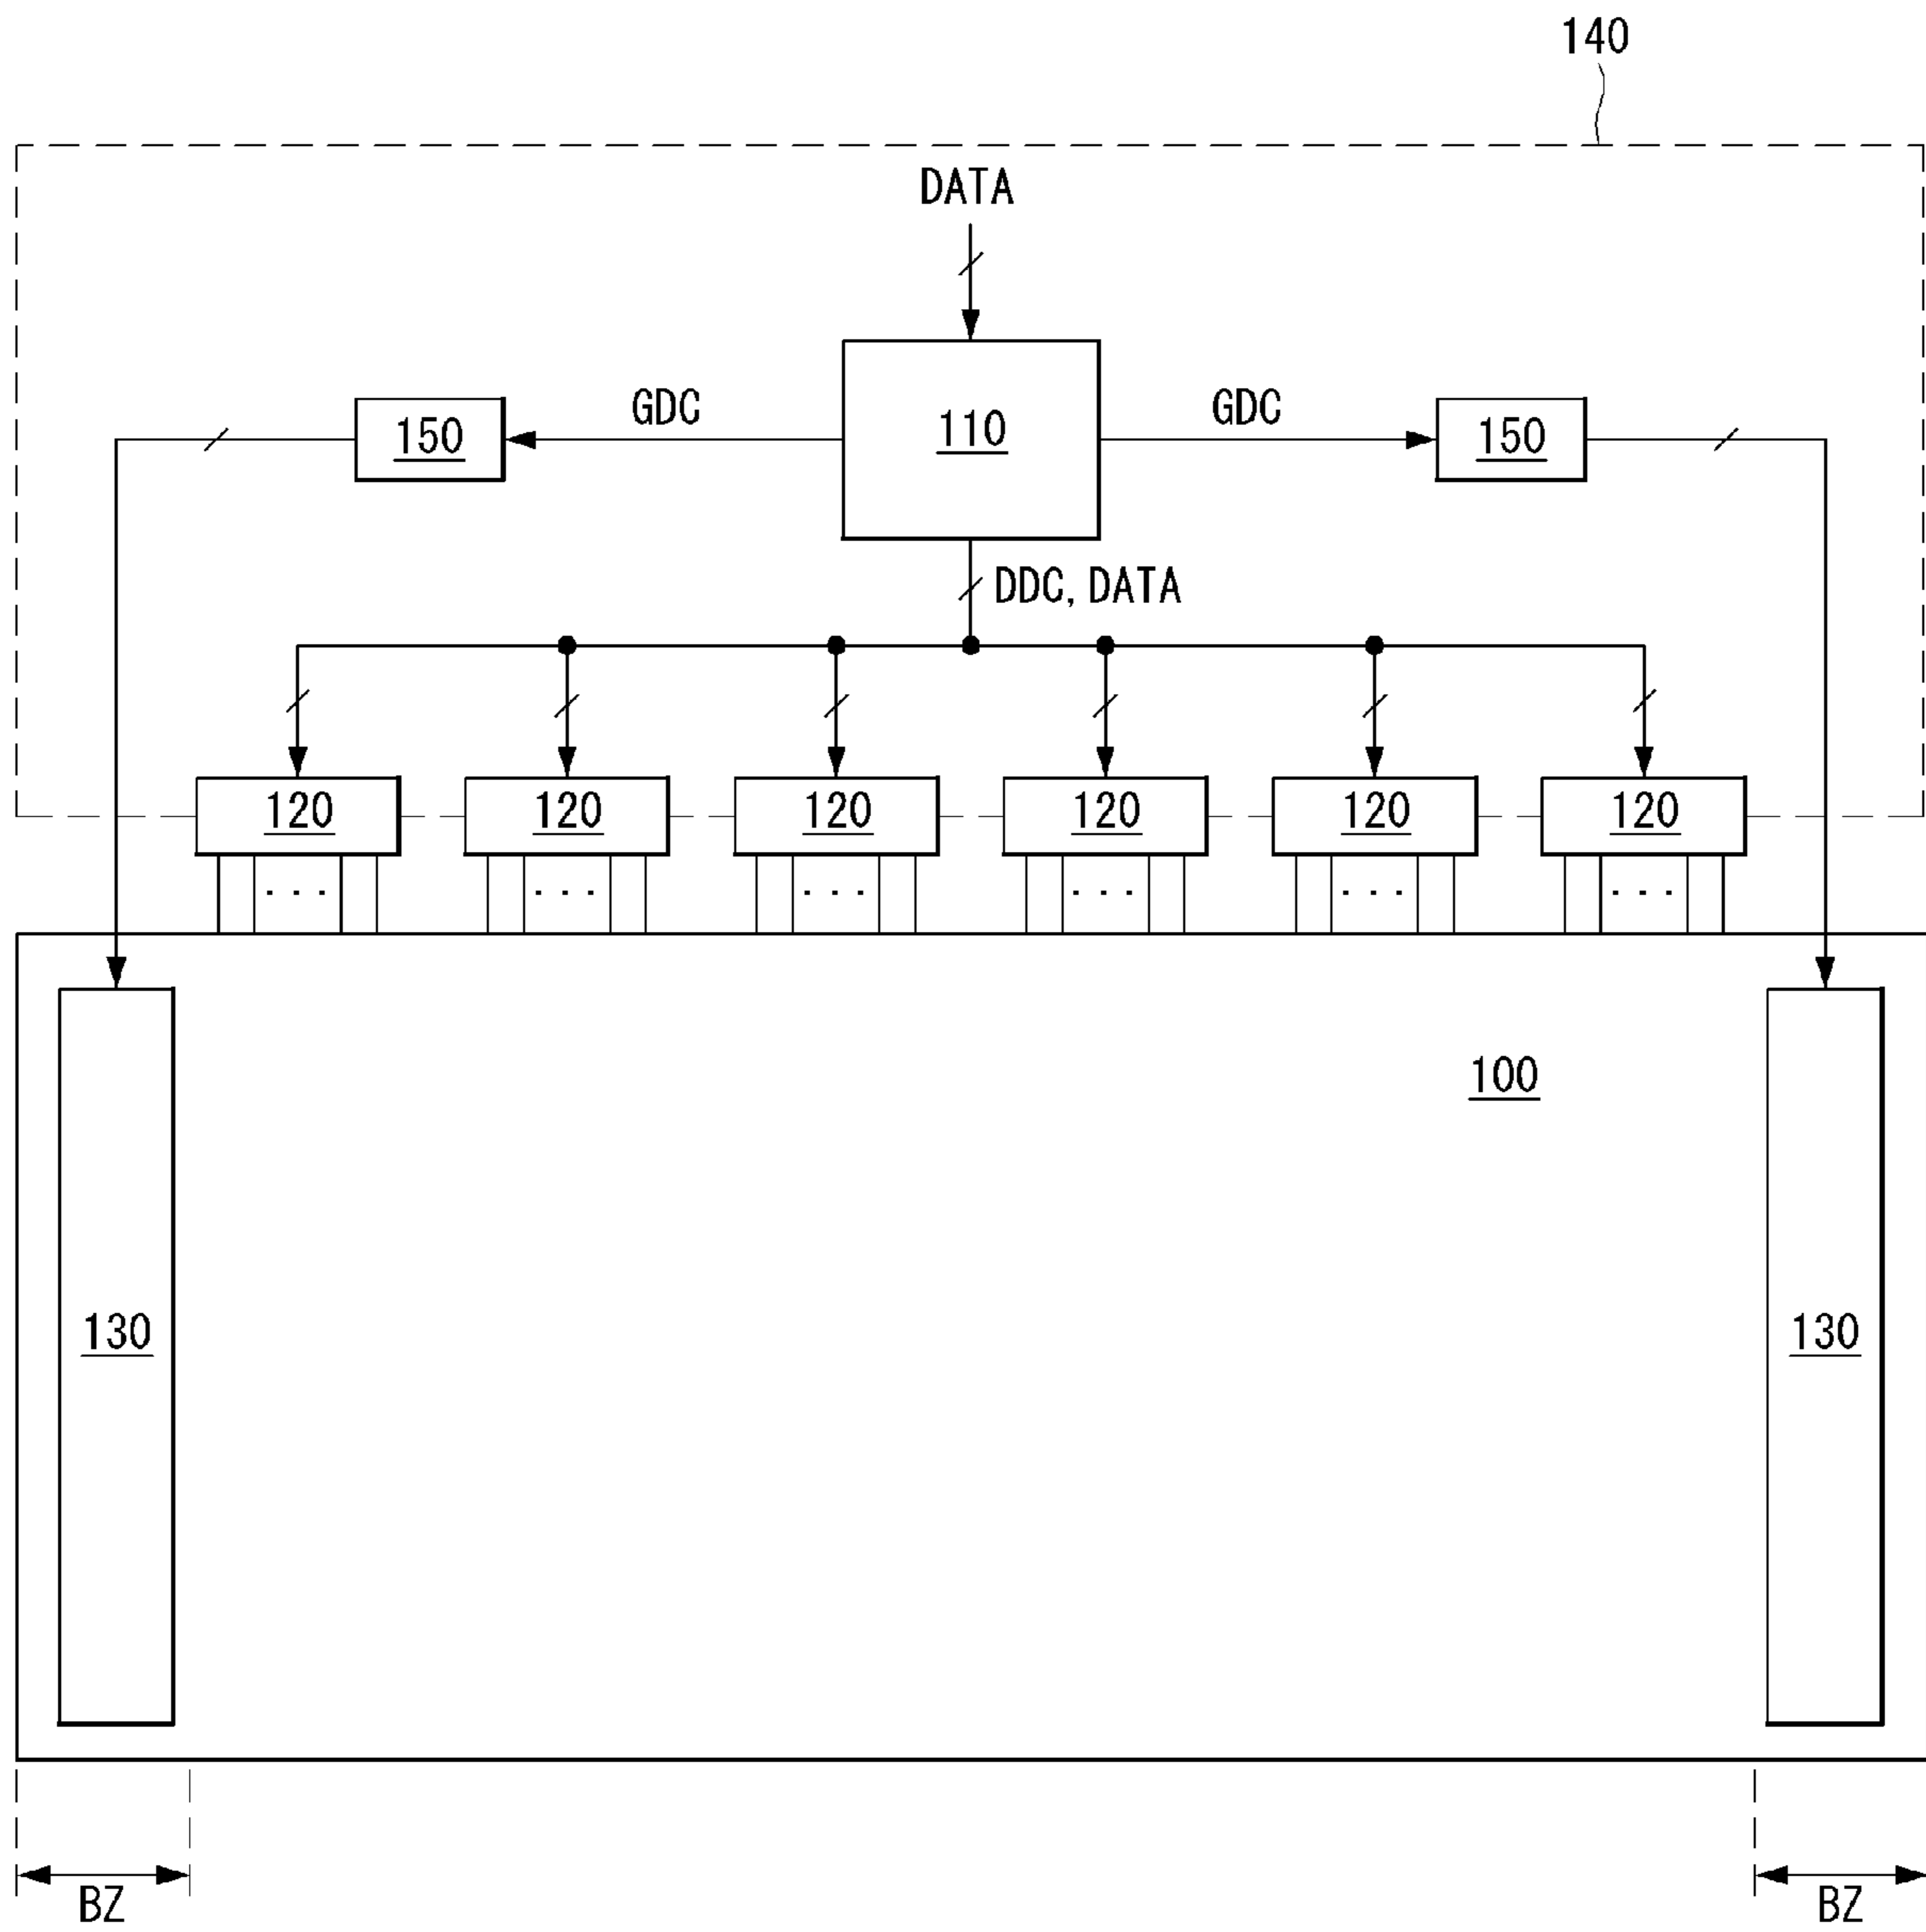 140
DATA
GDC
GDC
150
110
150
DDC, DATA
120
120
120
120
120
120
. . .
. . .
. . .
. . .
. . .
. . .
100
130
130
BZ
BZ